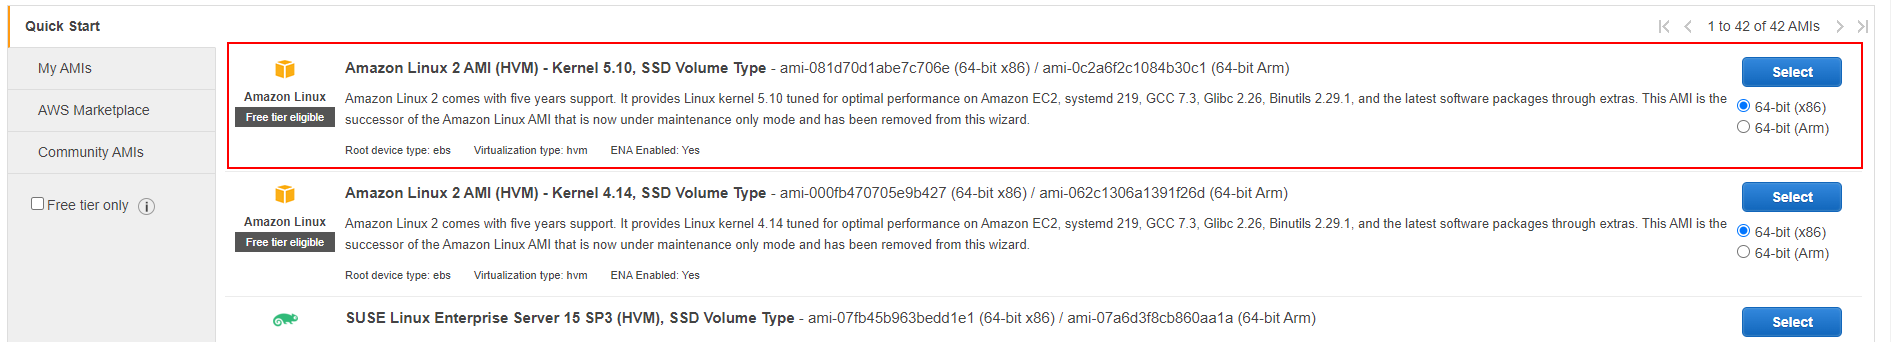 Quick Start
1 to 42 of 42 AMIs
My AMIs
AWS Marketplace
Community AMIs
Free tier only
i
Amazon Linux
Free tier eligible
Amazon Linux 2 AMI (HVM) - Kernel 5.10, SSD Volume Type - ami-081d70d1abe7c706e (64-bit x86) / ami-0c2a6f2c1084b30c1 (64-bit Arm)
Amazon Linux 2 comes with five years support. It provides Linux kernel 5.10 tuned for optimal performance on Amazon EC2, systemd 219, GCC 7.3, Glibc 2.26, Binutils 2.29.1, and the latest software packages through extras. This AMI is the
successor of the Amazon Linux AMI that is now under maintenance only mode and has been removed from this wizard.
Root device type: ebs Virtualization type: hvm ENA Enabled: Yes
Select
64-bit (x86)
64-bit (Arm)
Amazon Linux
Free tier eligible
Amazon Linux 2 AMI (HVM) - Kernel 4.14, SSD Volume Type - ami-000fb470705e9b427 (64-bit x86) / ami-062c1306a1391f26d (64-bit Arm)
Amazon Linux 2 comes with five years support. It provides Linux kernel 4.14 tuned for optimal performance on Amazon EC2, systemd 219, GCC 7.3, Glibc 2.26, Binutils 2.29.1, and the latest software packages through extras. This AMI is the
successor of the Amazon Linux AMI that is now under maintenance only mode and has been removed from this wizard.
Root device type: ebs Virtualization type: hvm ENA Enabled: Yes
Select
64-bit (x86)
64-bit (Arm)
SUSE Linux Enterprise Server 15 SP3 (HVM), SSD Volume Type - ami-07fb45b963bedd1e1 (64-bit x86) / ami-07a6d3f8cb860aa1a (64-bit Arm)
Select